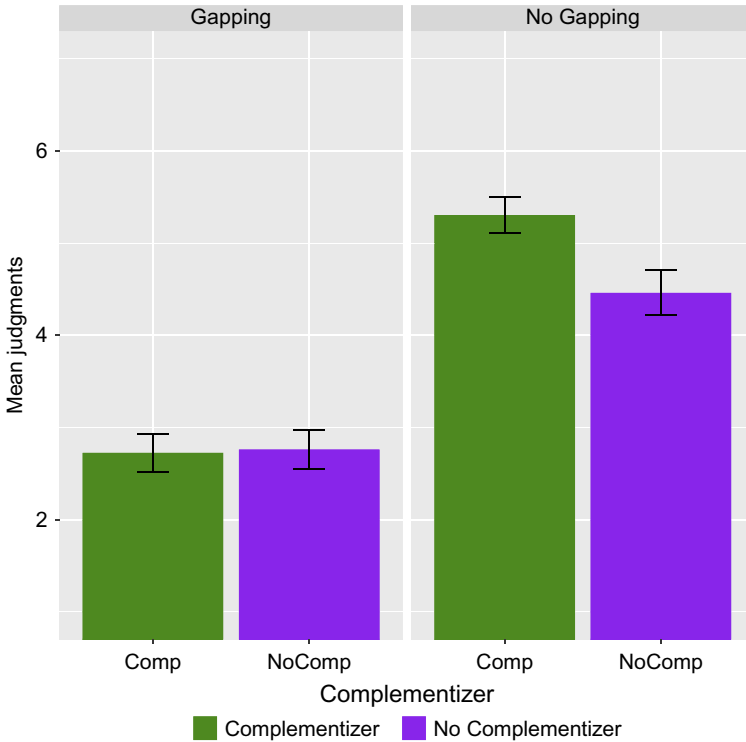 Gapping No Gapping
Mean judgments
6
4
2
Comp NoComp Comp NoComp
Complementizer
Complementizer No Complementizer